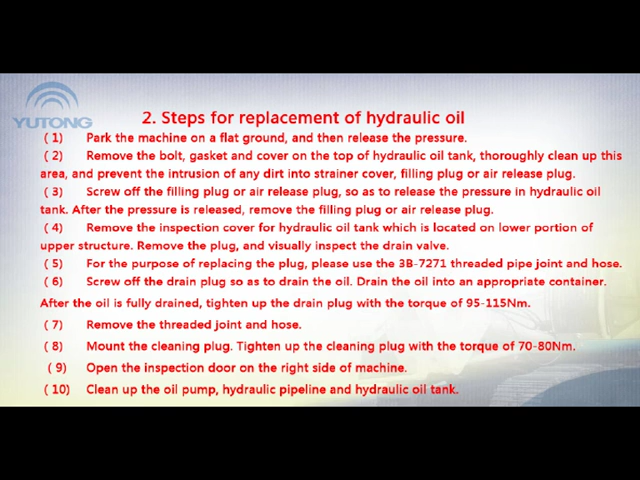 YUTONG
2. Steps for replacement of hydraulic oil
( 1) Park the machine on a flat ground, and then release the pressure.
( 2) Remove the bolt, gasket and cover on the top of hydraulic oil tank, thoroughly clean up this
area, and prevent the intrusion of any dirt into strainer cover, filling plug or air release plug.
( 3) Screw off the filling plug or air release plug, so as to release the pressure in hydraulic oil
tank. After the pressure is released, remove the filling plug or air release plug.
( 4) Remove the inspection cover for hydraulic oil tank which is located on lower portion of
upper structure. Remove the plug, and visually inspect the drain valve.
( 5) For the purpose of replacing the plug, please use the 3B-7271 threaded pipe joint and hose.
( 6) Screw off the drain plug so as to drain the oil. Drain the oil into an appropriate container.
After the oil is fully drained, tighten up the drain plug with the torque of 95-115Nm.
( 7) Remove the threaded joint and hose.
( 8) Mount the cleaning plug. Tighten up the cleaning plug with the torque of 70-80Nm.
( 9) Open the inspection door on the right side of machine.
( 10) Clean up the oil pump, hydraulic pipeline and hydraulic oil tank.